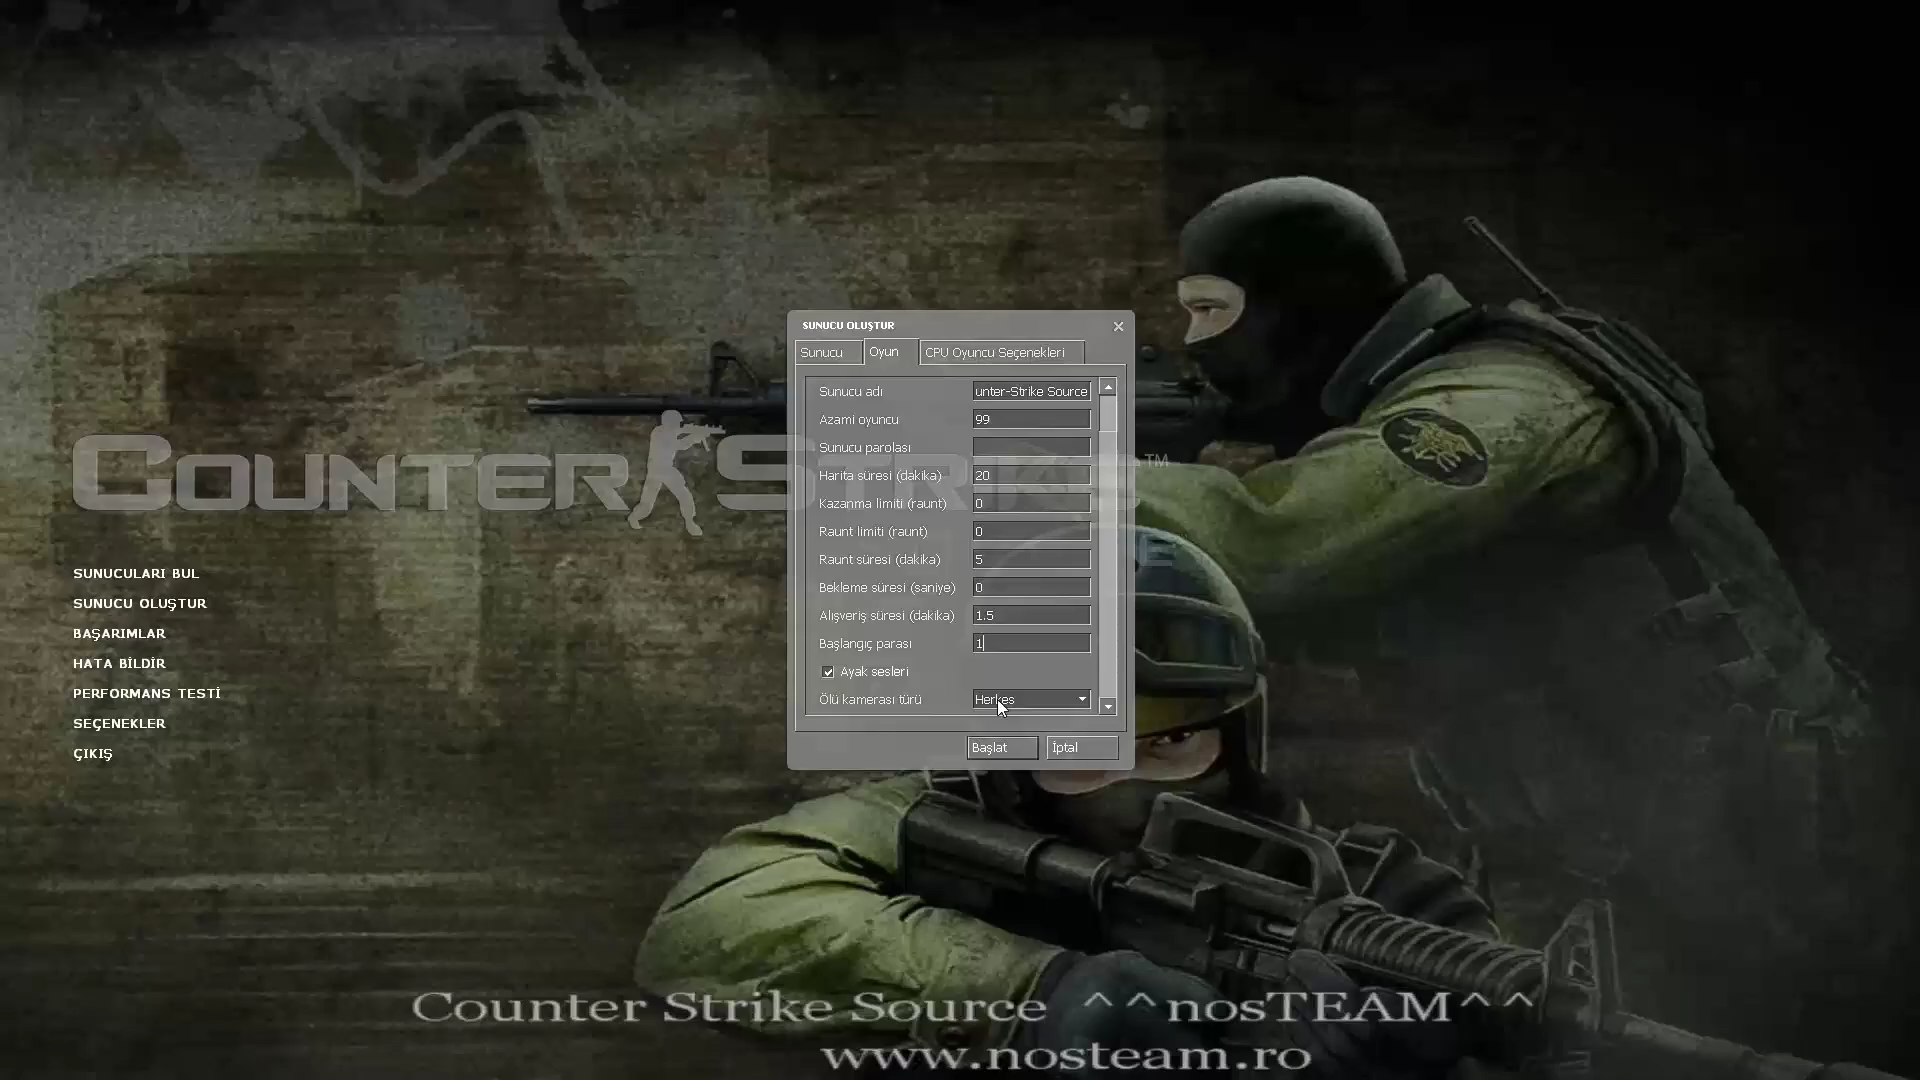 SUNUCU OLUŞTUR
Sunucu
Oyun
CPU Oyuncu Seçenekleri
Sunucu adı
unter-Strike Source
Azami oyuncu
99
Sunucu parolası
Harita süresi (dakika)
20
Kazanma limiti (raunt)
0
Raunt limiti (raunt)
0
Raunt süresi (dakika)
5
Bekleme süresi (saniye)
0
Alışveriş süresi (dakika)
1.5
Başlangıç parası
1
Ayak sesleri
Ölü kamerası türü
Herkes
Başlat
İptal
COUNTER STRIKE™
SUNUCULARI BUL
SUNUCU OLUŞTUR
BAŞARIMLAR
HATA BİLDİR
PERFORMANS TESTİ
SEÇENEKLER
ÇIKIŞ
Counter Strike Source ^^nosTEAM^^
www.nosteam.ro